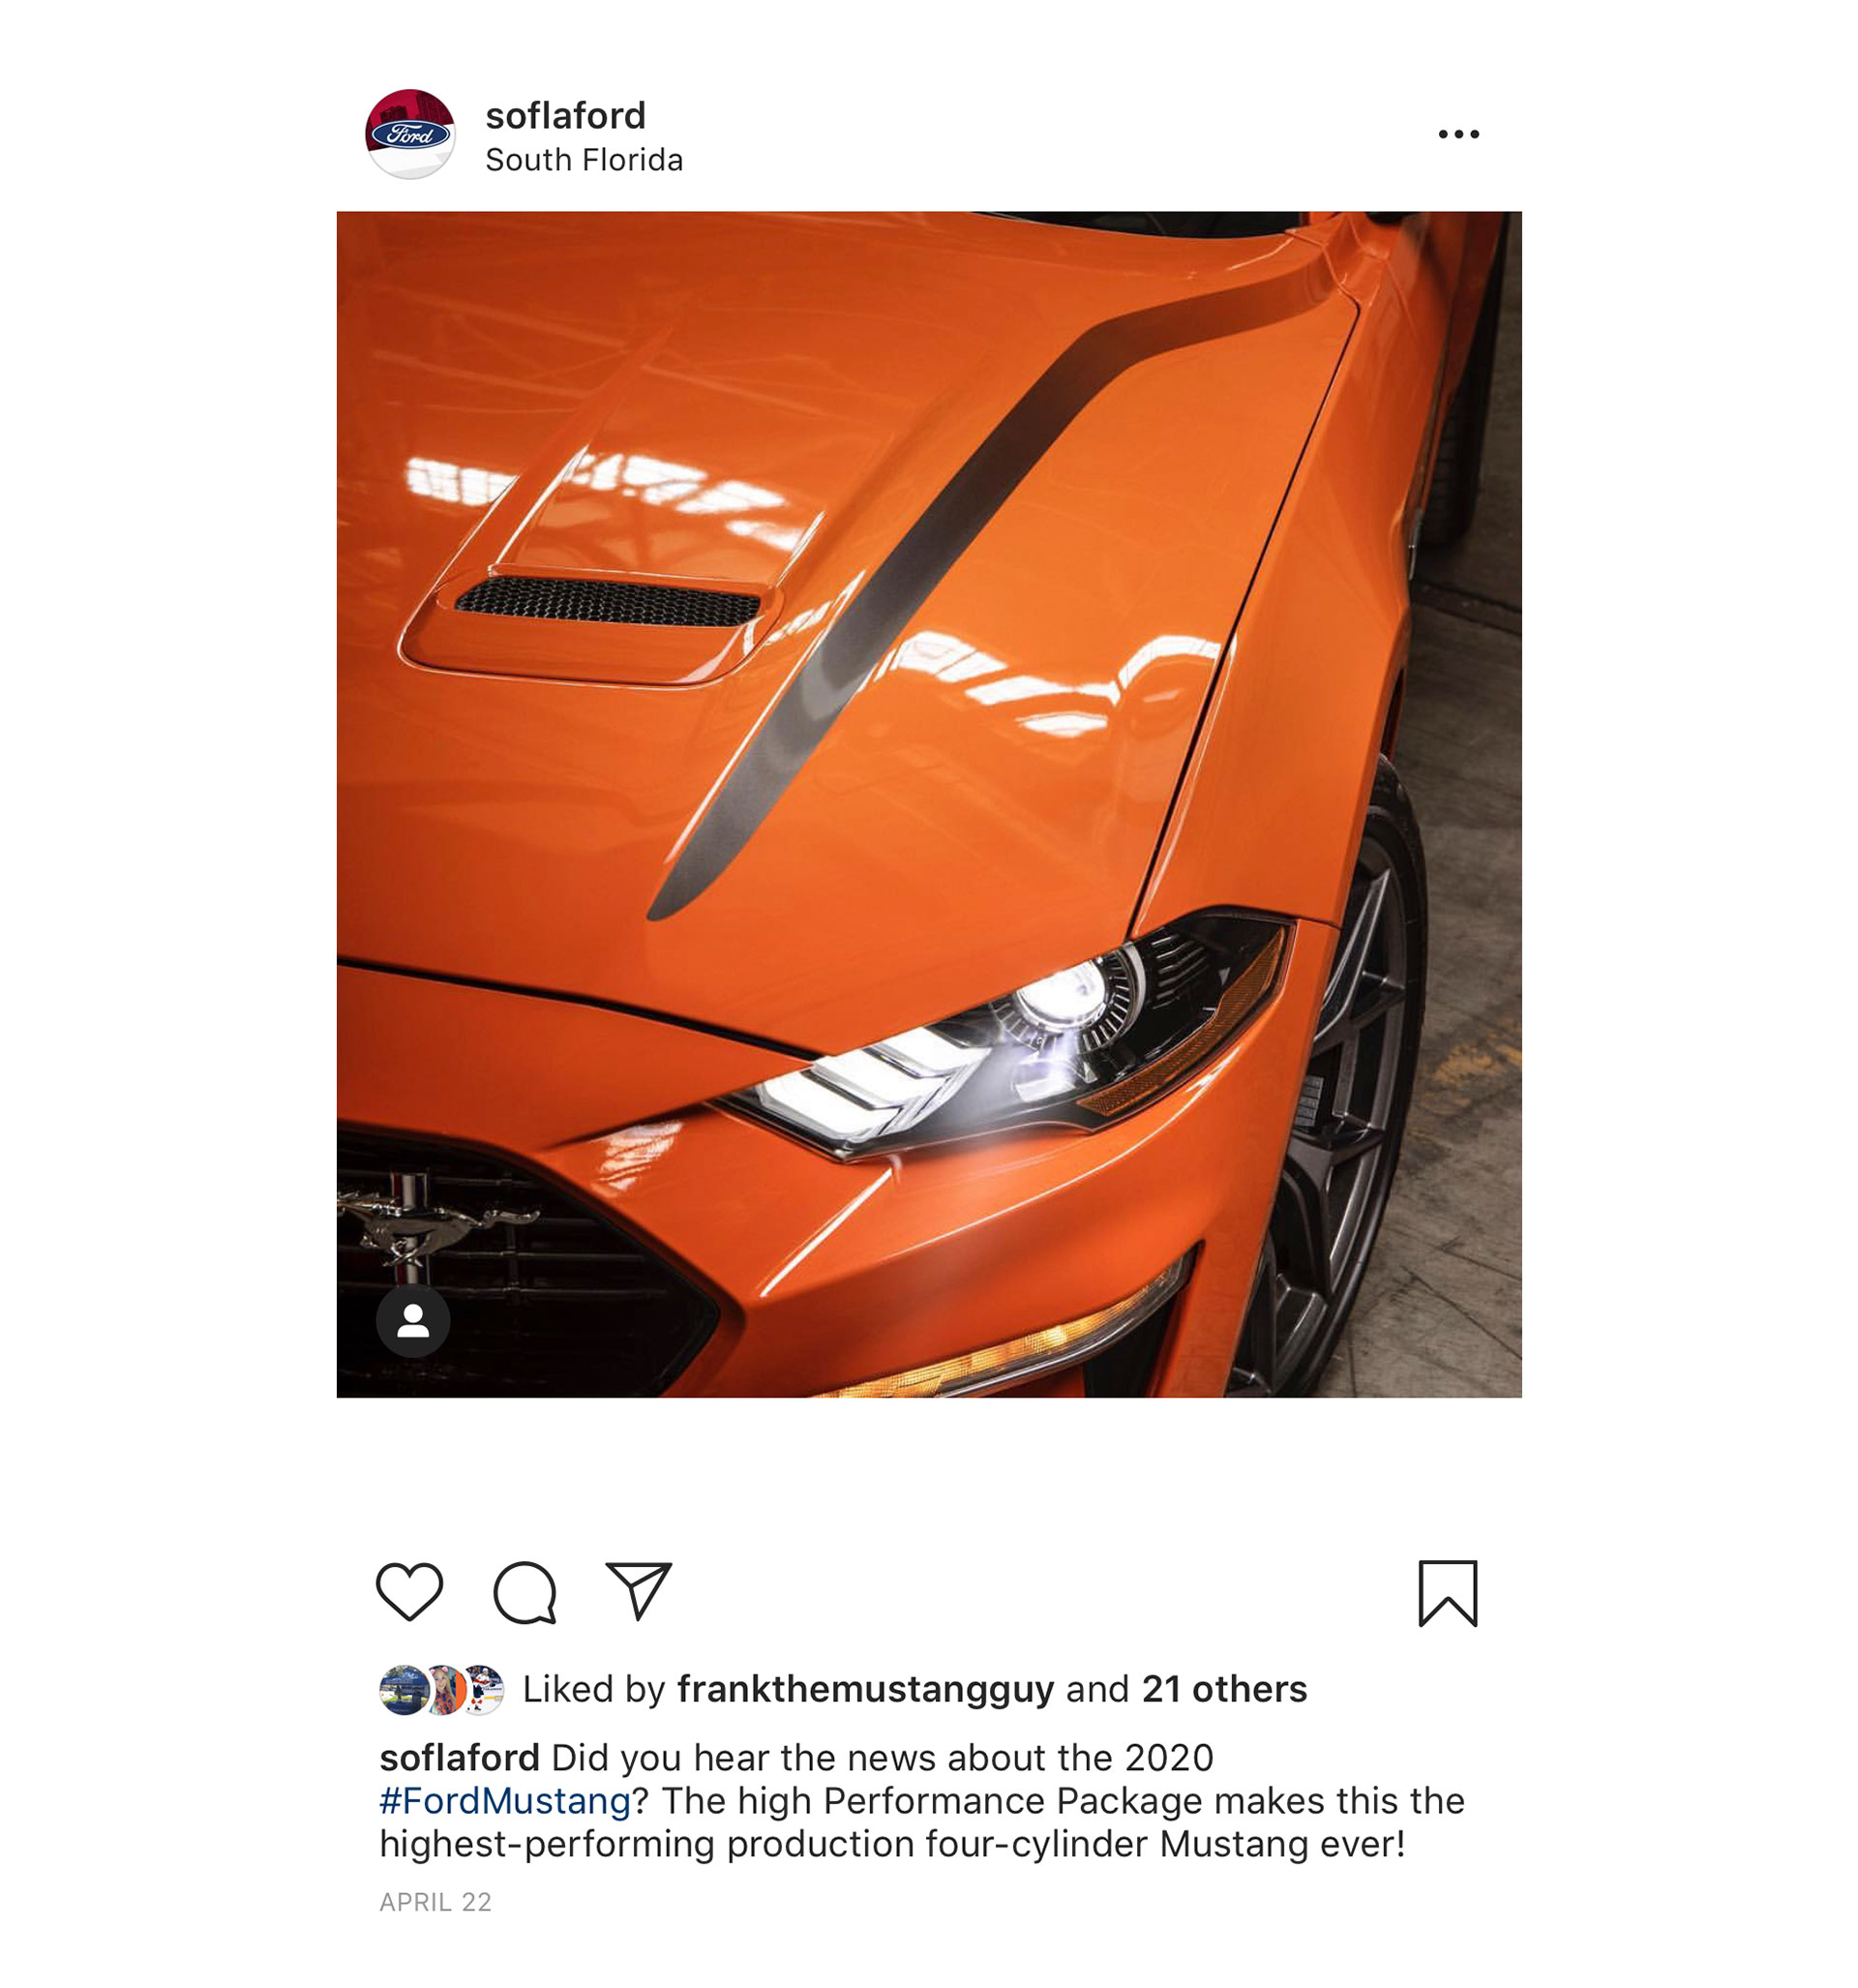 Ford
soflaford
South Florida
Liked by frankthemustangguy and 21 others
soflaford Did you hear the news about the 2020
#FordMustang? The high Performance Package makes this the
highest-performing production four-cylinder Mustang ever!
APRIL 22